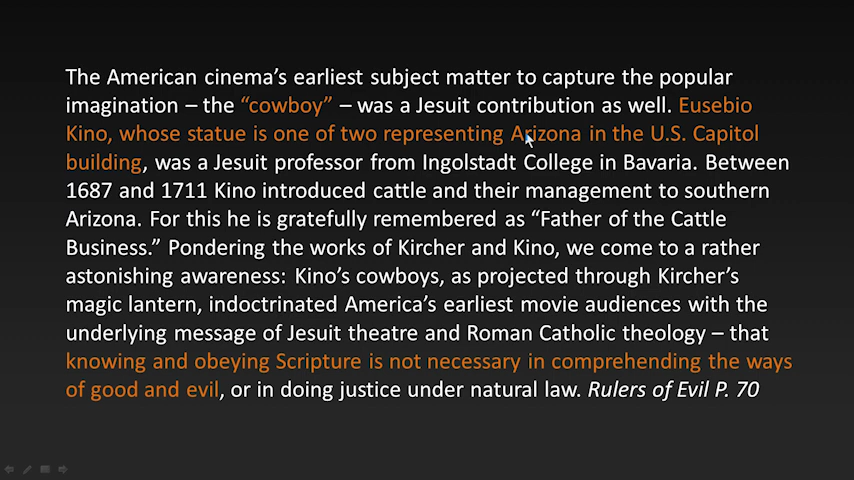 The American cinema’s earliest subject matter to capture the popular
imagination – the “cowboy” – was a Jesuit contribution as well. Eusebio
Kino, whose statue is one of two representing Arizona in the U.S. Capitol
building, was a Jesuit professor from Ingolstadt College in Bavaria. Between
1687 and 1711 Kino introduced cattle and their management to southern
Arizona. For this he is gratefully remembered as “Father of the Cattle
Business.” Pondering the works of Kircher and Kino, we come to a rather
astonishing awareness: Kino’s cowboys, as projected through Kircher’s
magic lantern, indoctrinated America’s earliest movie audiences with the
underlying message of Jesuit theatre and Roman Catholic theology – that
knowing and obeying Scripture is not necessary in comprehending the ways
of good and evil, or in doing justice under natural law. Rulers of Evil P. 70